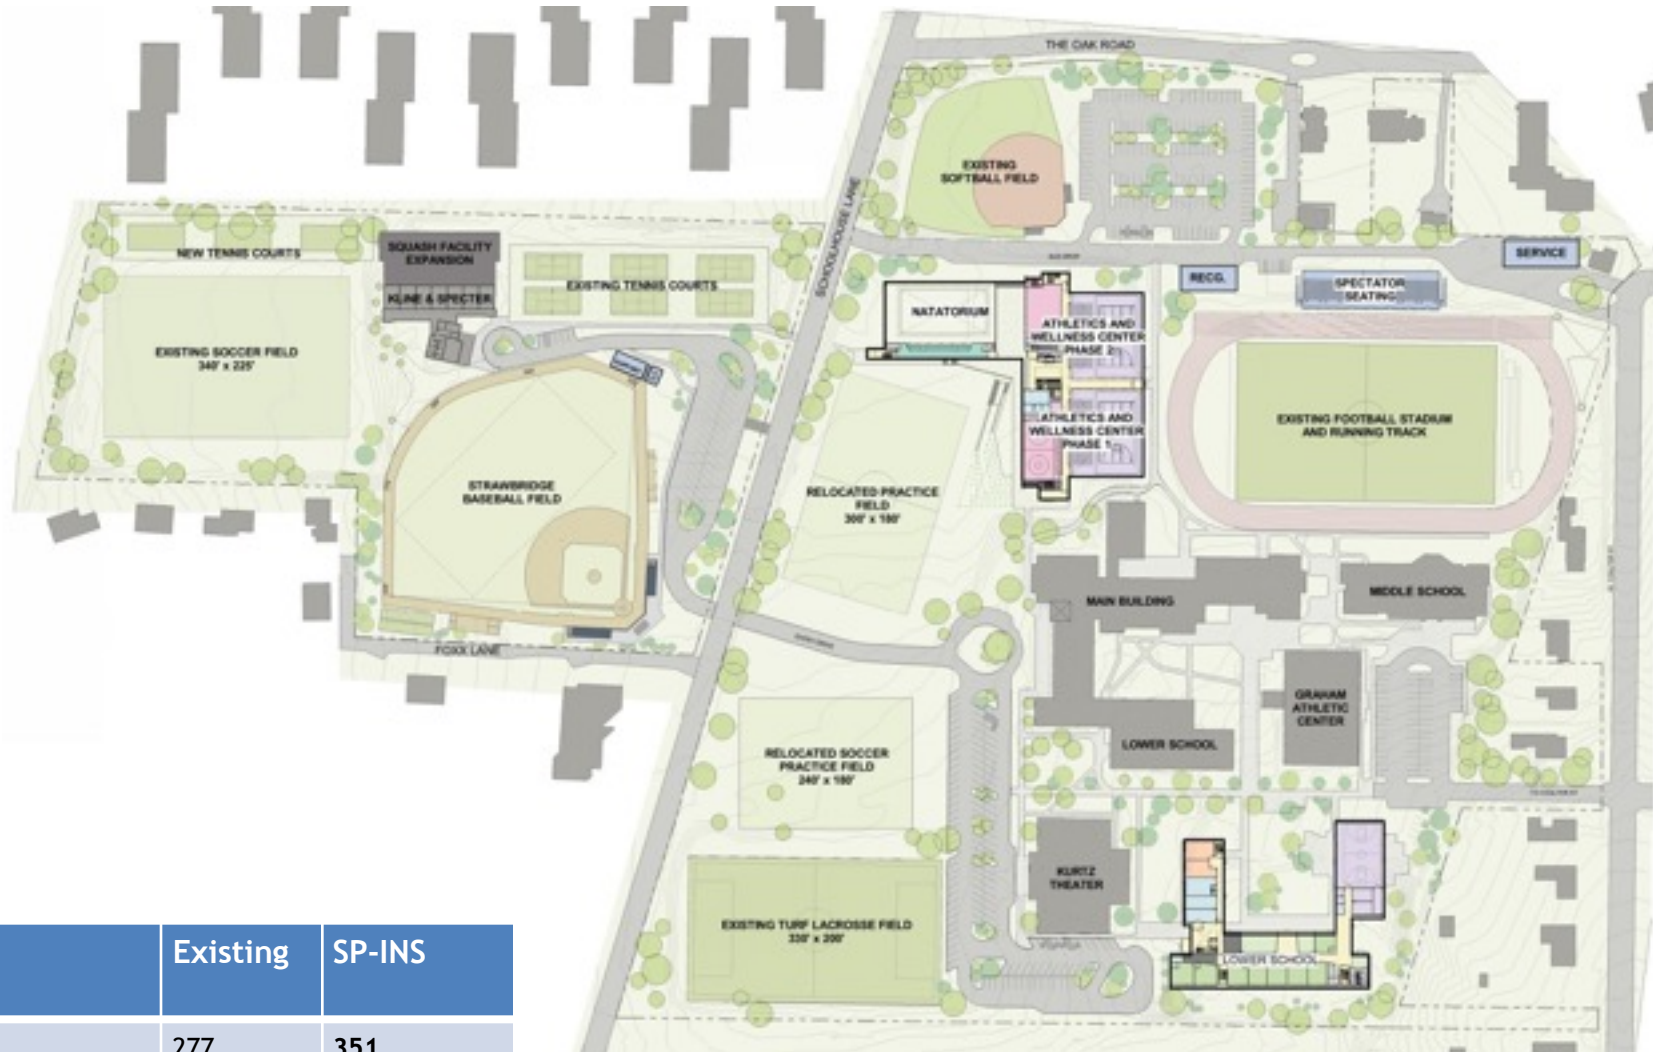 THE OAK ROAD
EXISTING
SOFTBALL FIELD
SCHOOLHOUSE LANE
NEW TENNIS COURTS
SQUASH FACILITY
EXPANSION
KLINE & SPECTER
EXISTING TENNIS COURTS
SERVICE
RECG.
SPECTATOR
SEATING
NATATORIUM
ATHLETICS AND
WELLNESS CENTER
PHASE 2
EXISTING SOCCER FIELD
340' x 225'
ATHLETICS AND
WELLNESS CENTER
PHASE 1
EXISTING FOOTBALL STADIUM
AND RUNNING TRACK
STRAWBRIDGE
BASEBALL FIELD
RELOCATED PRACTICE
FIELD
300' x 180'
MAIN BUILDING
MIDDLE SCHOOL
FOXX LANE
GRAHAM
ATHLETIC
CENTER
LOWER SCHOOL
RELOCATED SOCCER
PRACTICE FIELD
240' x 180'
KURTZ
THEATER
EXISTING TURF LACROSSE FIELD
330' x 200'
LOWER SCHOOL
Existing SP-INS
277 351